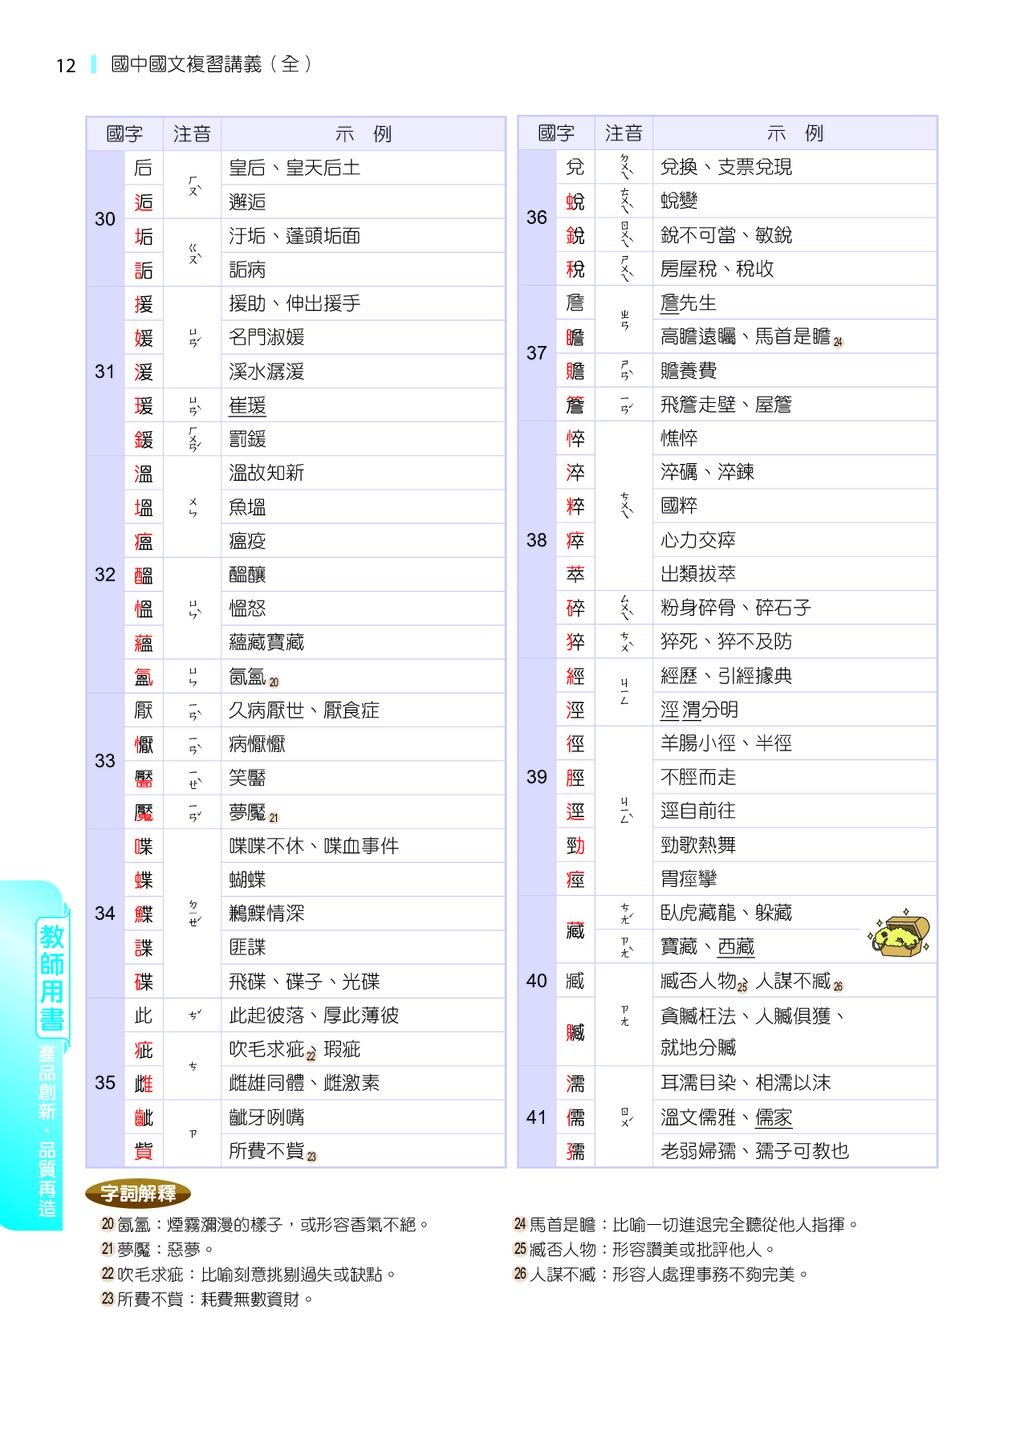 12 國中國文複習講義（全）
國字 注音 示 例
30 后 ㄏㄡˋ 皇后、皇天后土
逅 邂逅
垢 ㄍㄡˋ 汙垢、蓬頭垢面
詬 詬病
31 援 ㄩㄢˊ 援助、伸出援手
媛 名門淑媛
湲 溪水潺湲
瑗 ㄩㄢˋ 崔瑗
鍰 ㄏㄨㄢˊ 罰鍰
32 溫 ㄨㄣ 溫故知新
塭 魚塭
瘟 瘟疫
醞 ㄩㄣˋ 醞釀
慍 慍怒
蘊 蘊藏寶藏
氳 ㄩㄣ 氤氳20
33 厭 ㄧㄢˋ 久病厭世、厭食症
懨 ㄧㄢˋ 病懨懨
靨 ㄧㄝˋ 笑靨
魘 ㄧㄢˇ 夢魘21
34 喋 ㄉㄧㄝˊ 喋喋不休、喋血事件
蝶 蝴蝶
鰈 鶼鰈情深
諜 匪諜
碟 飛碟、碟子、光碟
35 此 ㄘˇ 此起彼落、厚此薄彼
疵 ㄘ 吹毛求疵22、瑕疵
雌 雌雄同體、雌激素
齜 ㄗ 齜牙咧嘴
貲 所費不貲23
國字 注音 示 例
36 兌 ㄉㄨㄟˋ 兌換、支票兌現
蛻 ㄊㄨㄟˋ 蛻變
銳 ㄖㄨㄟˋ 銳不可當、敏銳
稅 ㄕㄨㄟˋ 房屋稅、稅收
37 詹 ㄓㄢ 詹先生
瞻 高瞻遠矚、馬首是瞻24
贍 ㄕㄢˋ 贍養費
簷 ㄧㄢˊ 飛簷走壁、屋簷
38 悴 ㄘㄨㄟˋ 憔悴
淬 淬礪、淬鍊
粹 國粹
瘁 心力交瘁
萃 出類拔萃
碎 ㄙㄨㄟˋ 粉身碎骨、碎石子
猝 ㄘㄨˋ 猝死、猝不及防
39 經 ㄐㄧㄥ 經歷、引經據典
涇 涇渭分明
徑 ㄐㄧㄥˋ 羊腸小徑、半徑
脛 不脛而走
逕 逕自前往
勁 勁歌熱舞
痙 胃痙攣
40 藏 ㄘㄤˊ 臥虎藏龍、躲藏
ㄗㄤˋ 寶藏、西藏
臧 ㄗㄤ 臧否人物25、人謀不臧26
贓 貪贓枉法、人贓俱獲、
就地分贓
41 濡 ㄖㄨˊ 耳濡目染、相濡以沫
儒 溫文儒雅、儒家
孺 老弱婦孺、孺子可教也
字詞解釋
20 氤氳：煙霧瀰漫的樣子，或形容香氣不絕。
21 夢魘：惡夢。
22 吹毛求疵：比喻刻意挑剔過失或缺點。
23 所費不貲：耗費無數資財。
24 馬首是瞻：比喻一切進退完全聽從他人指揮。
25 臧否人物：形容讚美或批評他人。
26 人謀不臧：形容人處理事務不夠完美。
教師用書
產品創新・品質再造